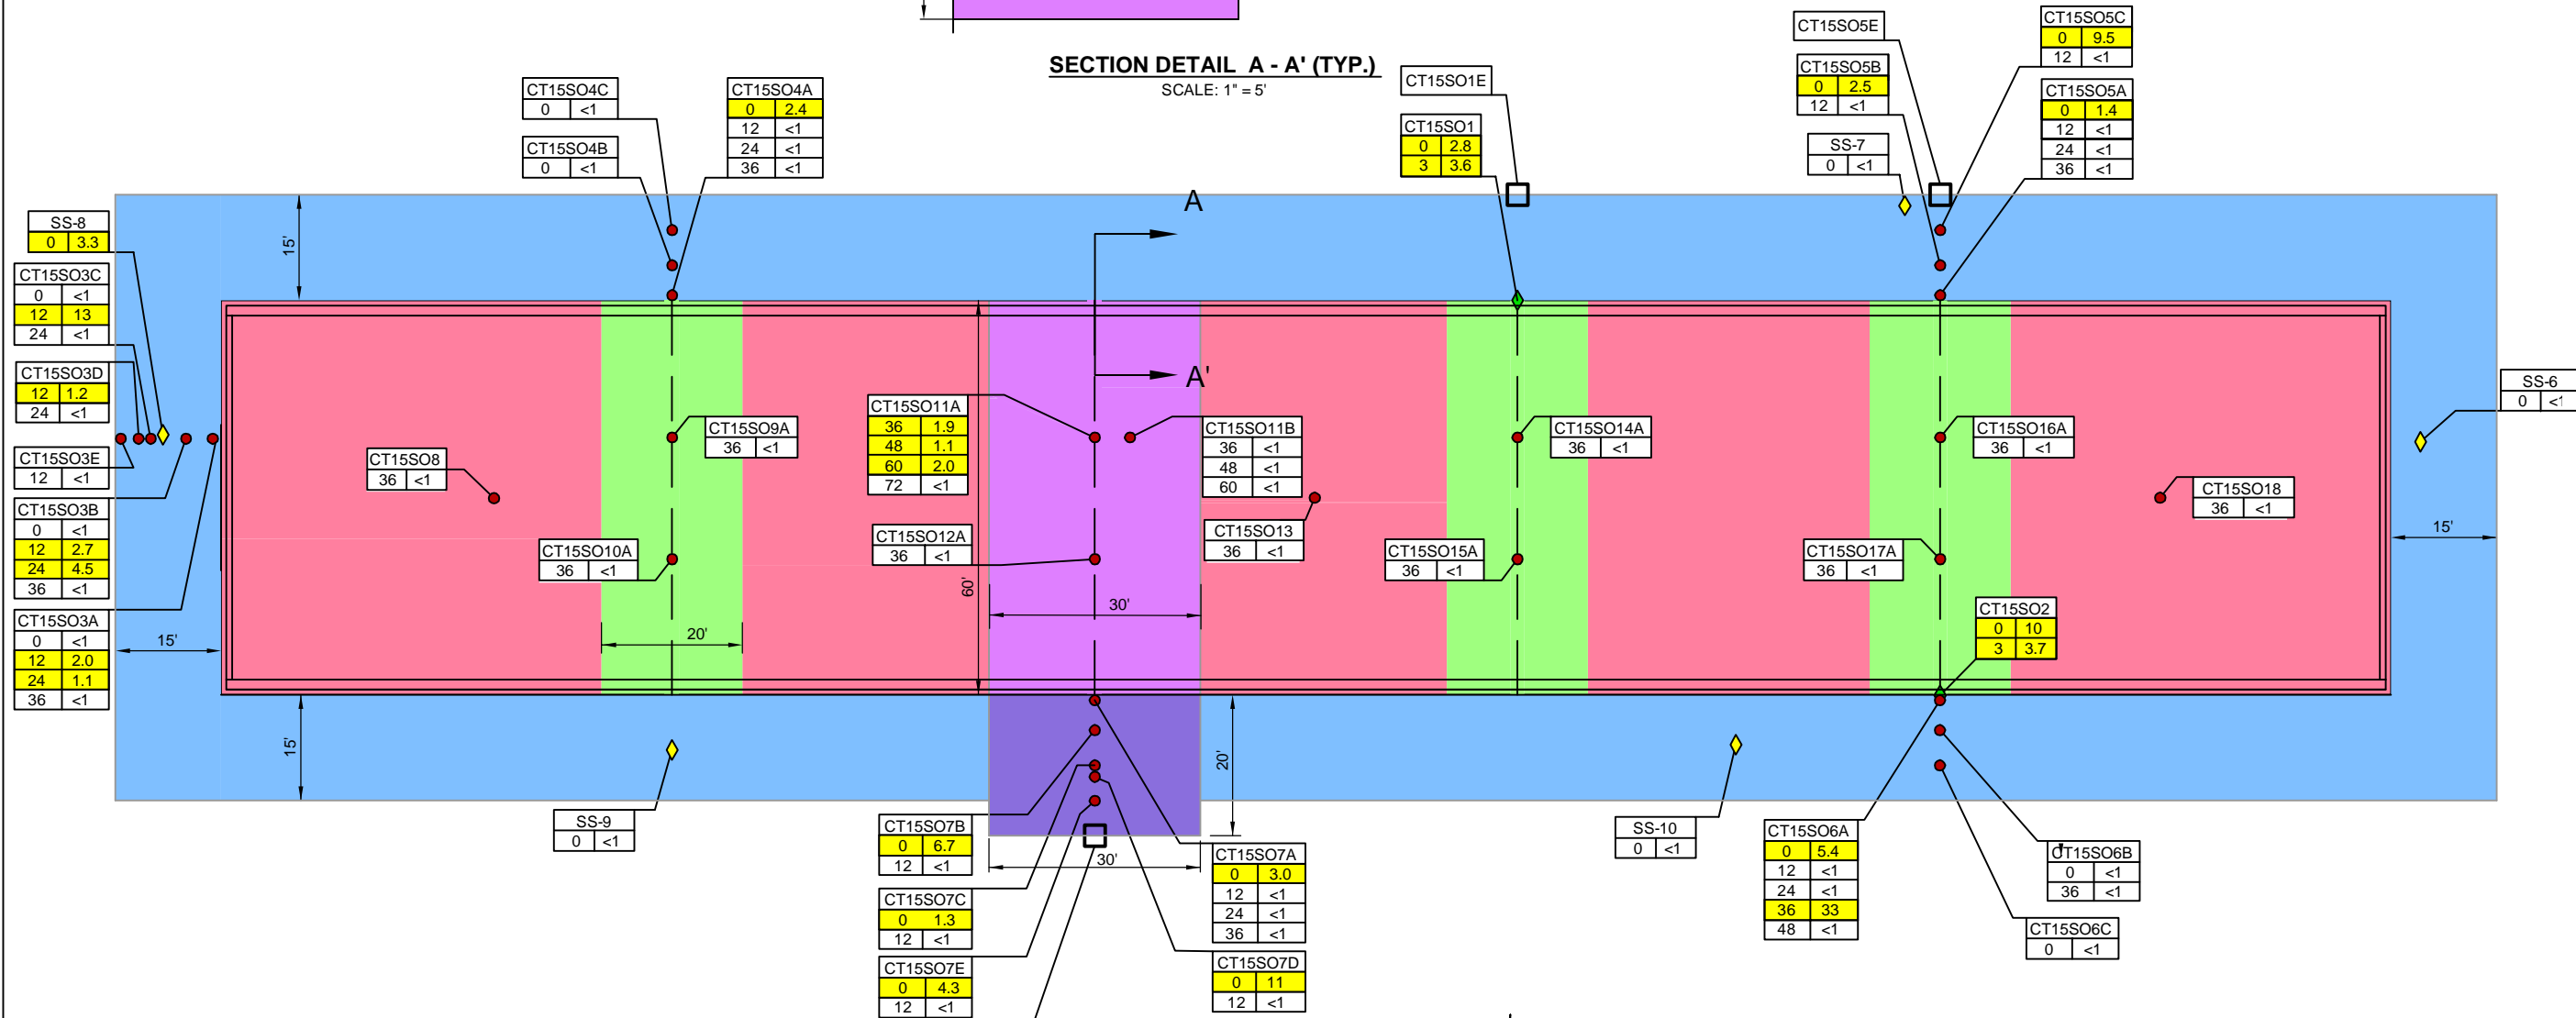 SECTION DETAIL A - A' (TYP.)
SCALE: 1" = 5'
CT15SO4C
0 <1
CT15SO4B
0 <1
CT15SO4A
0 2.4
12 <1
24 <1
36 <1
CT15SO1E
CT15SO1
0 2.8
3 3.6
CT15SO5E
CT15SO5B
0 2.5
12 <1
SS-7
0 <1
CT15SO5C
0 9.5
12 <1
CT15SO5A
0 1.4
12 <1
24 <1
36 <1
A
A'
15'
SS-8
0 3.3
CT15SO3C
0 <1
12 13
24 <1
CT15SO3D
12 1.2
24 <1
CT15SO3E
12 <1
CT15SO3B
0 <1
12 2.7
24 4.5
36 <1
CT15SO3A
0 <1
12 2.0
24 1.1
36 <1
15'
CT15SO8
36 <1
CT15SO9A
36 <1
CT15SO10A
36 <1
20'
CT15SO11A
36 1.9
48 1.1
60 2.0
72 <1
CT15SO11B
36 <1
48 <1
60 <1
CT15SO12A
36 <1
CT15SO13
36 <1
60'
30'
CT15SO14A
36 <1
CT15SO15A
36 <1
CT15SO16A
36 <1
CT15SO17A
36 <1
CT15SO18
36 <1
CT15SO2
0 10
3 3.7
SS-6
0 <1
15'
15'
20'
30'
SS-9
0 <1
CT15SO7B
0 6.7
12 <1
CT15SO7C
0 1.3
12 <1
CT15SO7E
0 4.3
12 <1
CT15SO7A
0 3.0
12 <1
24 <1
36 <1
CT15SO7D
0 11
12 <1
SS-10
0 <1
CT15SO6A
0 5.4
12 <1
24 <1
36 33
48 <1
CT15SO6B
0 <1
36 <1
CT15SO6C
0 <1